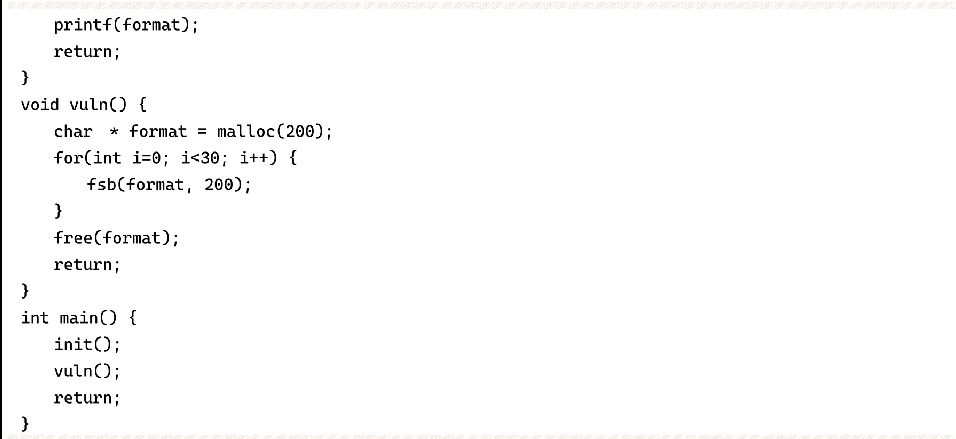 printf(format);
return;
}
void vuln() {
char * format = malloc(200);
for(int i=0; i<30; i++) {
fsb(format, 200);
}
free(format);
return;
}
int main() {
init();
vuln();
return;
}